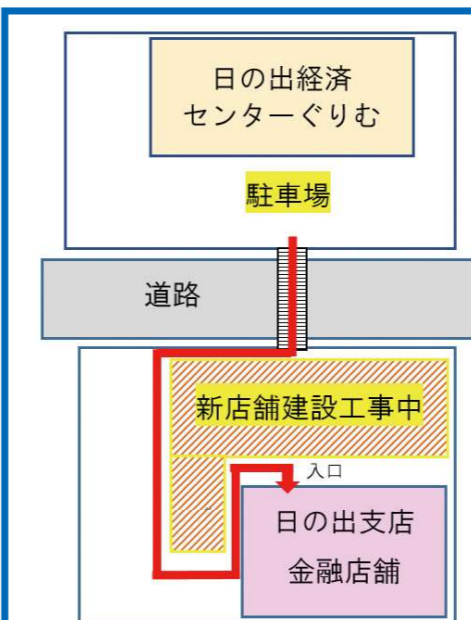 日の出経済
センターぐりむ
駐車場
道路
新店舗建設工事中
入口
日の出支店
金融店舗